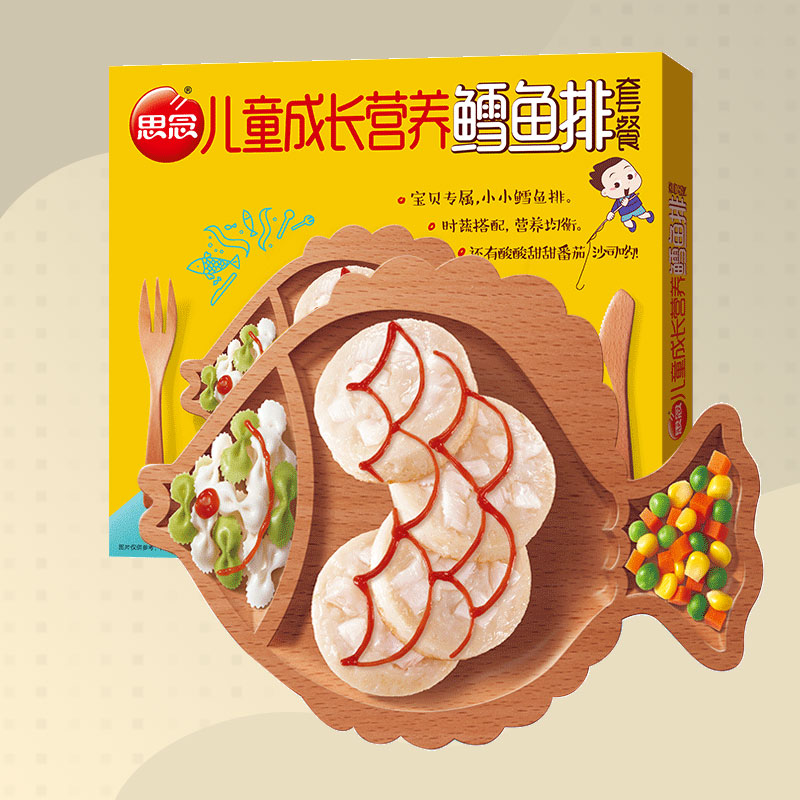 思念®
儿童成长营养鳕鱼排套餐
宝贝专属,小小鳕鱼排。
时蔬搭配,营养均衡。
还有酸酸甜甜番茄沙司哟!
图片仅供参考,
思念 儿童成长营养鳕鱼排套餐